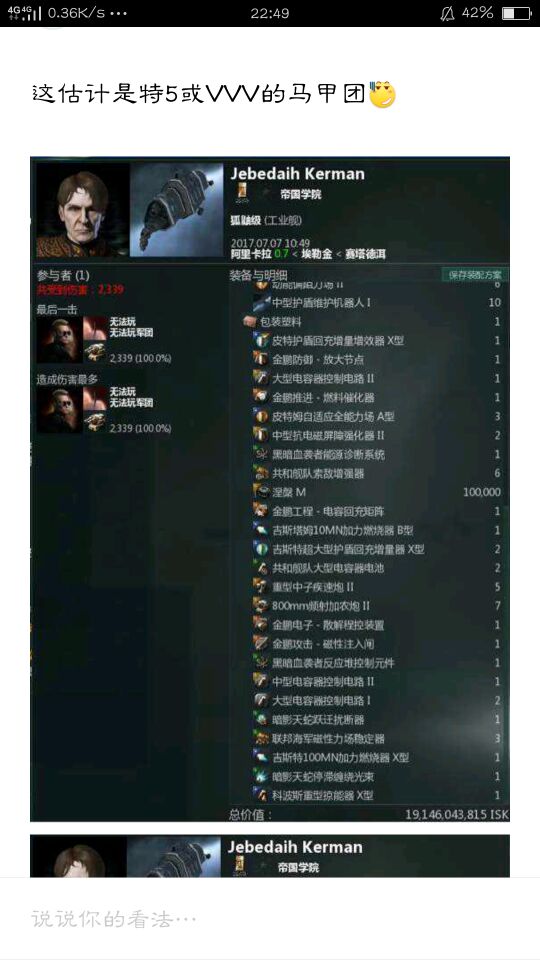 4G 4G 0.36K/s ··· 22:49 42%
这估计是特5或VVV的马甲团
Jebedaih Kerman
帝国学院
狐鼬级 (工业舰)
2017.07.07 10:49
阿里卡拉 0.7 < 埃勒金 < 赛塔德洱
参与者 (1)
共受到伤害：2,339
最后一击
无法玩
无法玩军团
2,339 (100.0%)
造成伤害最多
无法玩
无法玩军团
2,339 (100.0%)
装备与明细
保存装配方案
动能偏阻力场 II 6
中型护盾维护机器人 I 10
包装塑料 1
皮特护盾回充增量增效器 X型 1
金鹏防御 - 放大节点 1
大型电容器控制电路 II 1
金鹏推进 - 燃料催化器 1
皮特姆自适应全能力场 A型 3
中型抗电磁屏障强化器 II 2
黑暗血袭者能源诊断系统 1
共和舰队索敌增强器 6
涅槃 M 100,000
金鹏工程 - 电容回充矩阵 1
吉斯塔姆10MN加力燃烧器 B型 1
吉斯特超大型护盾回充增量器 X型 2
共和舰队大型电容器电池 2
重型中子疾速炮 II 5
800mm频射加农炮 II 7
金鹏电子 - 散解程控装置 1
金鹏攻坚 - 磁性注入闸 1
黑暗血袭者反应堆控制元件 1
中型电容器控制电路 II 1
大型电容器控制电路 I 2
暗影天蛇跃迁扰断器 1
联邦海军磁性力场稳定器 3
吉斯特100MN加力燃烧器 X型 1
暗影天蛇停滞缠绕光束 1
科波斯重型掠能器 X型 1
总价值： 19,146,043,815 ISK
Jebedaih Kerman
帝国学院
说说你的看法···